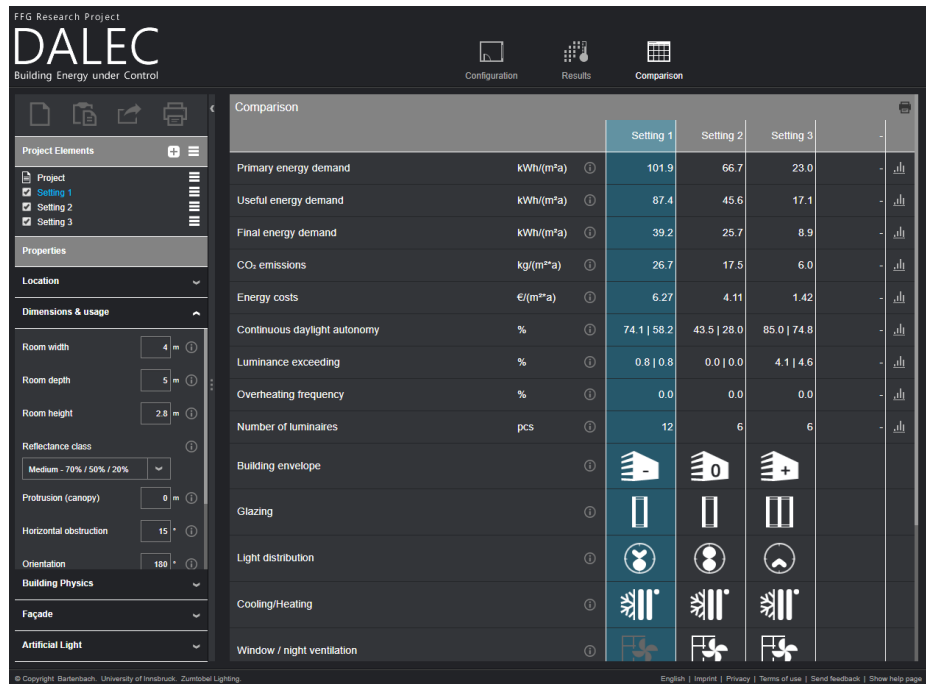 FFG Research Project
DALEC
Building Energy under Control
Configuration
Results
Comparison
Project Elements
Project
Setting 1
Setting 2
Setting 3
Properties
Location
Dimensions & usage
Room width 4 m
Room depth 5 m
Room height 2.8 m
Reflectance class
Medium - 70% / 50% / 20%
Protrusion (canopy) 0 m
Horizontal obstruction 15 °
Orientation 180 °
Building Physics
Façade
Artificial Light
Comparison
Setting 1 Setting 2 Setting 3 -
Primary energy demand kWh/(m²a) 101.9 66.7 23.0 -
Useful energy demand kWh/(m²a) 87.4 45.6 17.1 -
Final energy demand kWh/(m²a) 39.2 25.7 8.9 -
CO₂ emissions kg/(m²*a) 26.7 17.5 6.0 -
Energy costs €/(m²*a) 6.27 4.11 1.42 -
Continuous daylight autonomy % 74.1 | 58.2 43.5 | 28.0 85.0 | 74.8 -
Luminance exceeding % 0.8 | 0.8 0.0 | 0.0 4.1 | 4.6 -
Overheating frequency % 0.0 0.0 0.0 -
Number of luminaires pcs 12 6 6 -
Building envelope - 0 +
Glazing
Light distribution
Cooling/Heating
Window / night ventilation
© Copyright Bartenbach. University of Innsbruck. Zumtobel Lighting.
English | Imprint | Privacy | Terms of use | Send feedback | Show help page